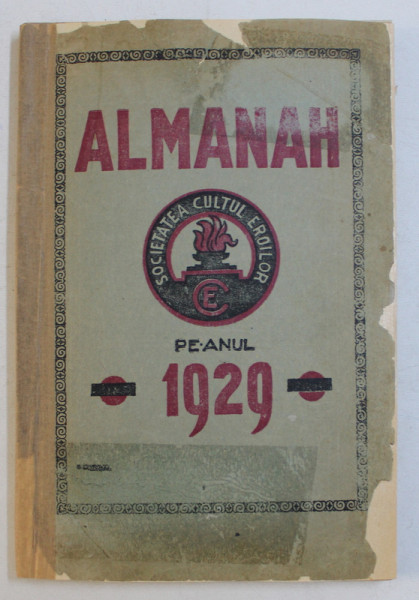 ALMANAH
SOCIETATEA CULTUL EROILOR
CE
PE·ANUL
1929